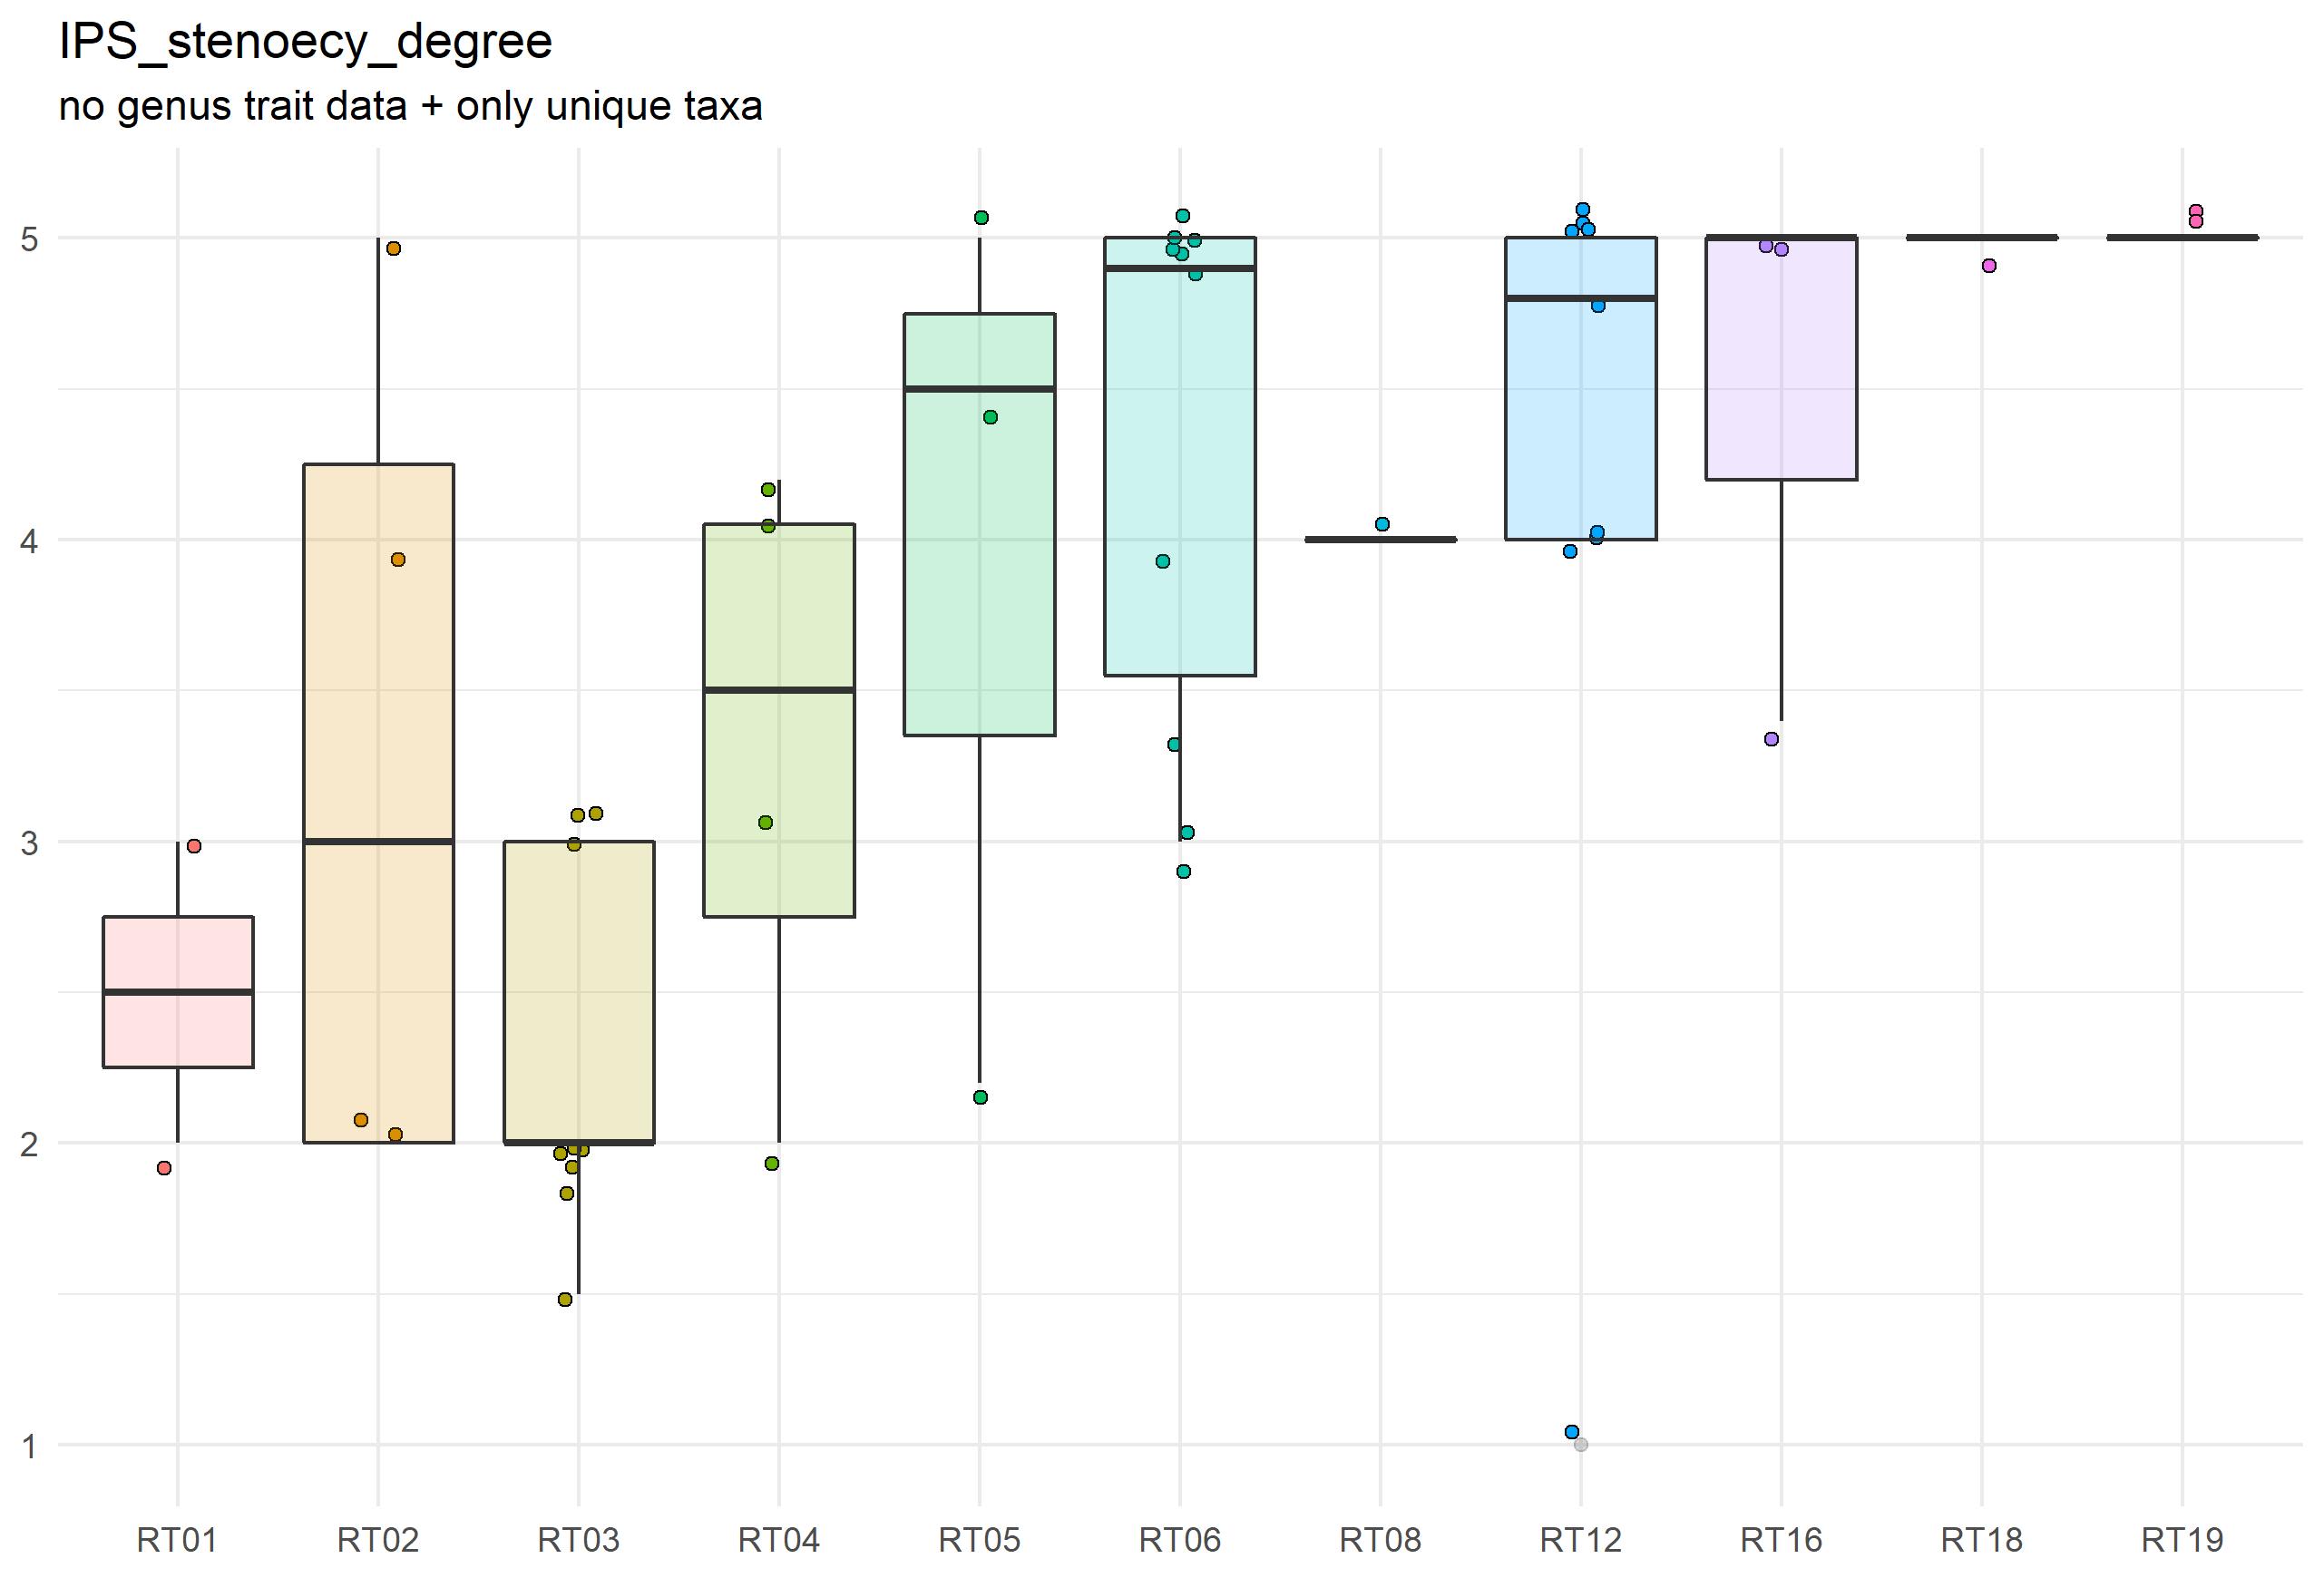 IPS_stenoecy_degree
no genus trait data + only unique taxa
5
4
3
2
1
RT01 RT02 RT03 RT04 RT05 RT06 RT08 RT12 RT16 RT18 RT19